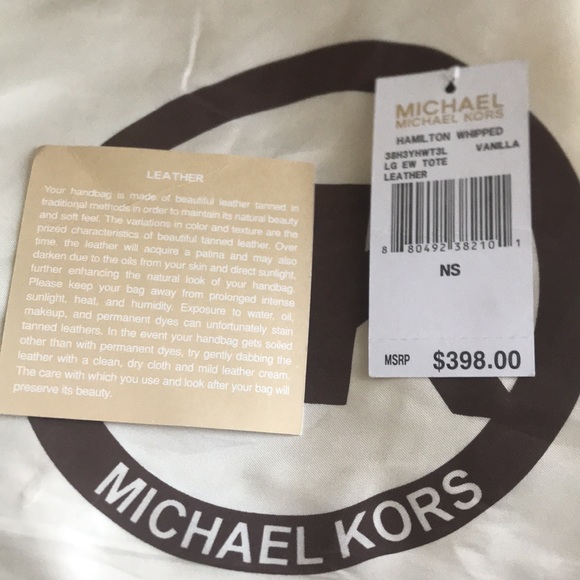 LEATHER
Your handbag is made of beautiful leather tanned in
traditional methods in order to maintain its natural beauty
and soft feel. The variations in color and texture are the
prized characteristics of beautiful tanned leather. Over
time, the leather will acquire a patina and may also
darken due to the oils from your skin and direct sunlight,
further enhancing the natural look of your handbag.
Please keep your bag away from prolonged intense
sunlight, heat, and humidity. Exposure to water, oil,
makeup, and permanent dyes can unfortunately stain
tanned leathers. In the event your handbag gets soiled
other than with permanent dyes, try gently dabbing the
leather with a clean, dry cloth and mild leather cream.
The care with which you use and look after your bag will
preserve its beauty.
MICHAEL
MICHAEL KORS
HAMILTON WHIPPED
38H3YHWT3L VANILLA
LG EW TOTE
LEATHER
8 80492 38210 1
NS
MSRP $398.00
MICHAEL KORS